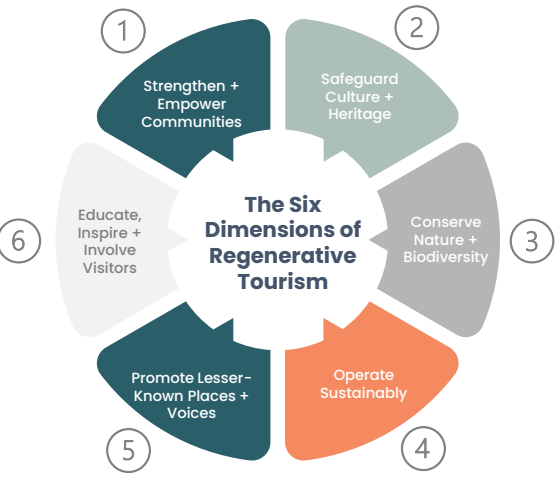 1
Strengthen +
Empower
Communities
2
Safeguard
Culture +
Heritage
3
Conserve
Nature +
Biodiversity
4
Operate
Sustainably
5
Promote Lesser-
Known Places +
Voices
6
Educate,
Inspire +
Involve
Visitors
The Six
Dimensions of
Regenerative
Tourism